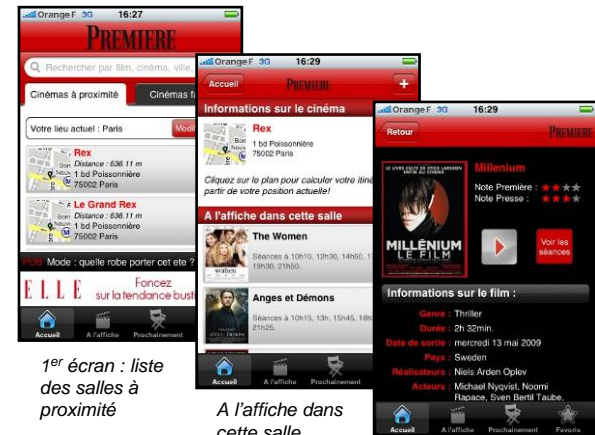 Orange F 3G 16:27
PREMIERE
Rechercher par film, cinéma, ville,
Cinémas à proximité
Cinémas
Votre lieu actuel : Paris
Rex
Distance : 636.11 m
1 bd Poissonnière
75002 Paris
Le Grand Rex
Distance : 636.11 m
1 bd Poissonnière
75002 Paris
PUB Mode : quelle robe porter cet ete ?
ELLE
Foncez
sur la tendance
Accueil
A l'affiche
Prochainement
1er écran : liste
des salles à
proximité
Orange F 3G 16:29
Accueil
PREMIERE
+
Informations sur le cinéma
Rex
1 bd Poissonnière
75002 Paris
Cliquez sur le plan pour calculer votre
partir de votre position actuelle!
A l'affiche dans cette salle
The Women
Séances à 10h10, 12h30, 14h50,
19h30, 21h50.
women
Anges et Démons
Séances à 10h15, 13h, 15h45,
21h25.
Accueil
A l'affiche
Prochainement
A l'affiche dans
cette salle
Orange F 3G 16:29
Retour
PREMIERE
Millenium
Note Première :
Note Presse :
MILLÉNIUM
LE FILM
Voir les
séances
Informations sur le film :
Genre : Thriller
Durée : 2h 32min.
Date de sortie : mercredi 13 mai 2009
Pays : Sweden
Réalisateurs : Niels Arden Oplev
Acteurs : Michael Nyqvist, Noomi
Rapace, Sven Bertil Taube,
Accueil
A l'affiche
Prochainement
Favoris